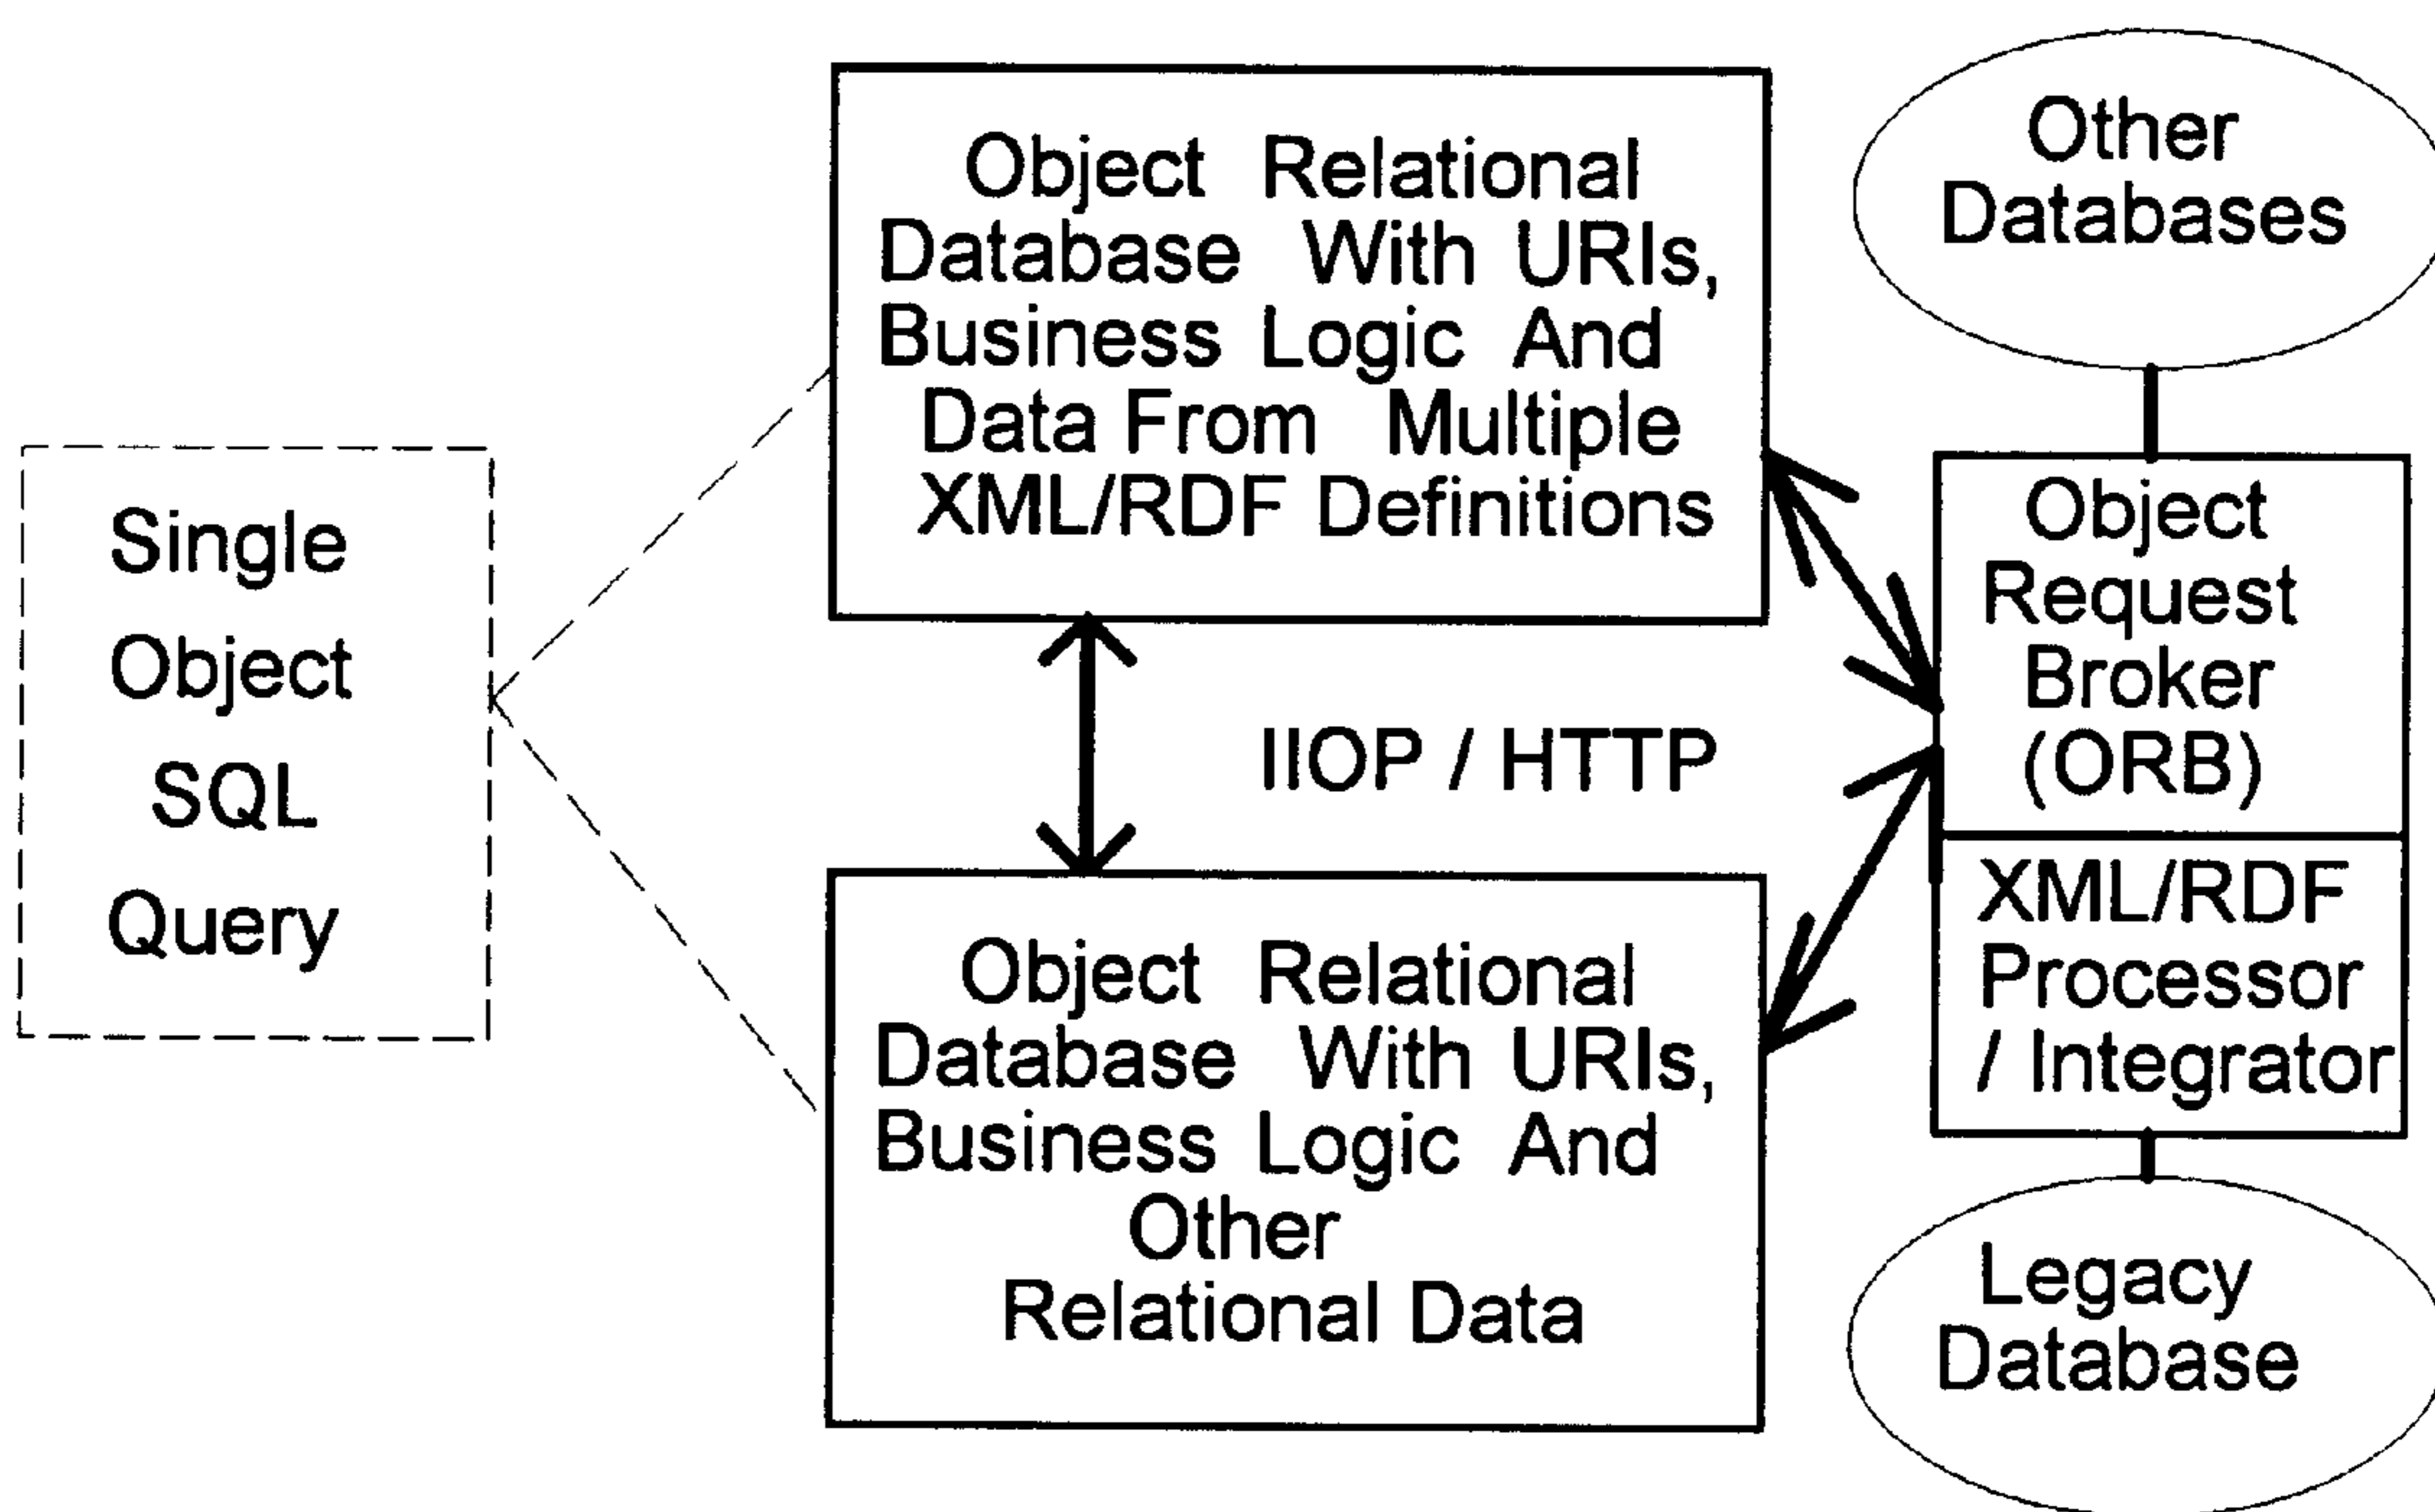 Single
Object
SQL
Query
Object Relational
Database With URIs,
Business Logic And
Data From Multiple
XML/RDF Definitions
IIOP / HTTP
Object Relational
Database With URIs,
Business Logic And
Other
Relational Data
Other
Databases
Object
Request
Broker
(ORB)
XML/RDF
Processor
/ Integrator
Legacy
Database